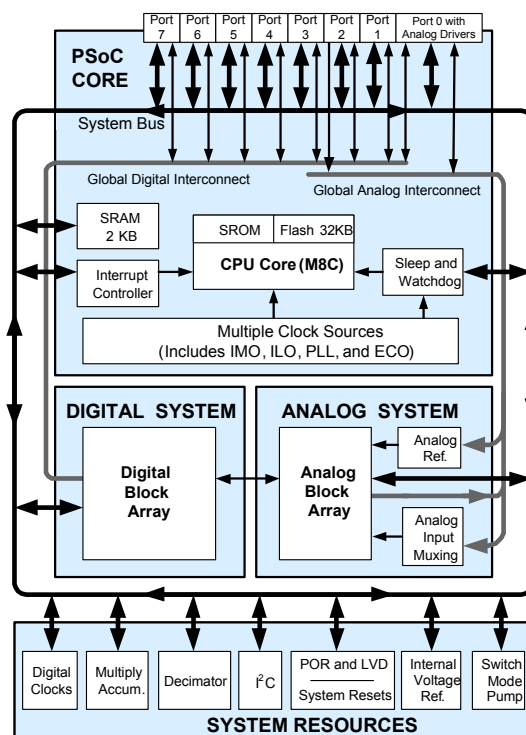 Port 7
Port 6
Port 5
Port 4
Port 3
Port 2
Port 1
Port 0 with
Analog Drivers
PSoC
CORE
System Bus
Global Digital Interconnect
Global Analog Interconnect
SRAM
2 KB
SROM
Flash 32KB
CPU Core (M8C)
Interrupt
Controller
Sleep and
Watchdog
Multiple Clock Sources
(Includes IMO, ILO, PLL, and ECO)
DIGITAL SYSTEM
ANALOG SYSTEM
Digital
Block
Array
Analog
Block
Array
Analog
Ref.
Analog
Input
Muxing
Digital
Clocks
Multiply
Accum.
Decimator
I²C
POR and LVD
System Resets
Internal
Voltage
Ref.
Switch
Mode
Pump
SYSTEM RESOURCES